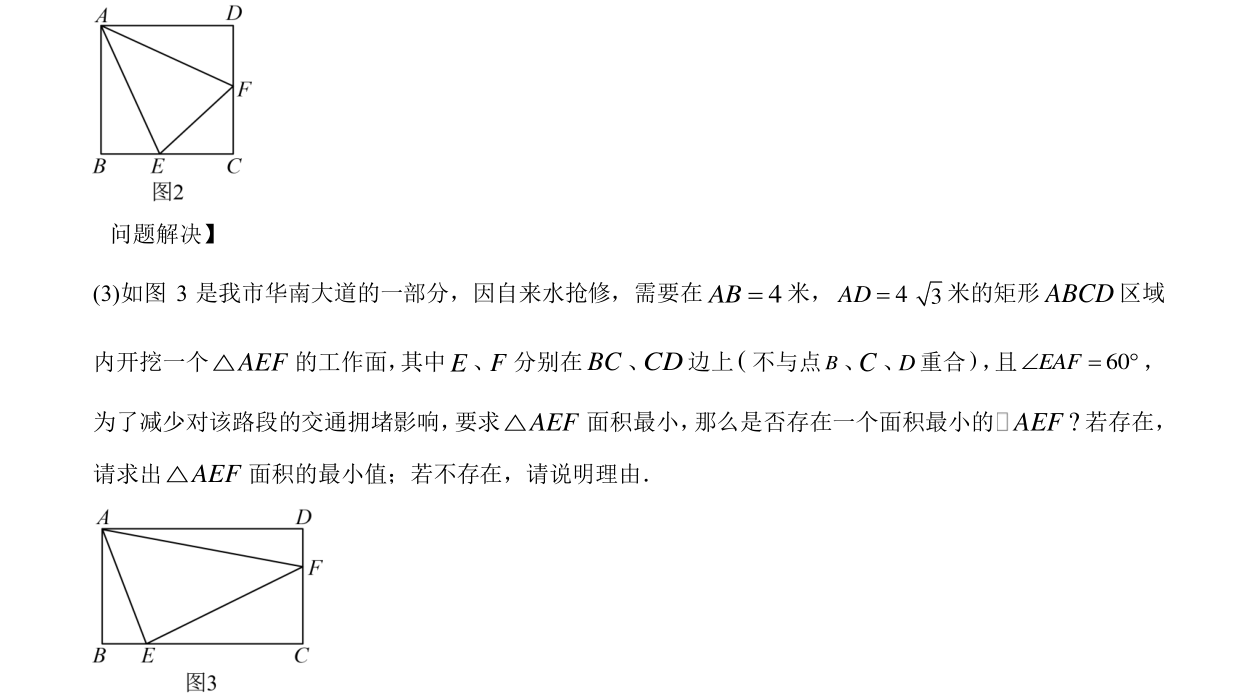 A D
F
B E C
图2
问题解决】
(3)如图 3 是我市华南大道的一部分，因自来水抢修，需要在 AB = 4 米， AD = 4 √3 米的矩形 ABCD 区域
内开挖一个 △AEF 的工作面，其中 E 、F 分别在 BC 、CD 边上 ( 不与点 B 、C 、D 重合 )，且 ∠EAF = 60° ，
为了减少对该路段的交通拥堵影响，要求 △AEF 面积最小，那么是否存在一个面积最小的□ AEF ? 若存在，
请求出 △AEF 面积的最小值；若不存在，请说明理由．
A D
F
B E C
图3